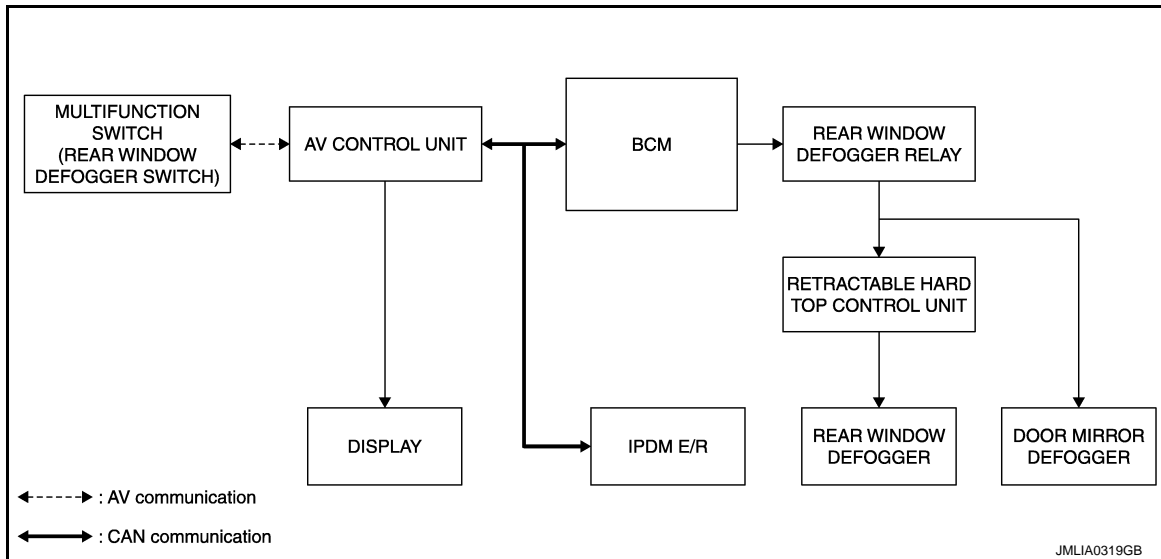 MULTIFUNCTION
SWITCH
(REAR WINDOW
DEFOGGER SWITCH)
AV CONTROL UNIT
BCM
REAR WINDOW
DEFOGGER RELAY
RETRACTABLE HARD
TOP CONTROL UNIT
DISPLAY
IPDM E/R
REAR WINDOW
DEFOGGER
DOOR MIRROR
DEFOGGER
: AV communication
: CAN communication
JMLIA0319GB